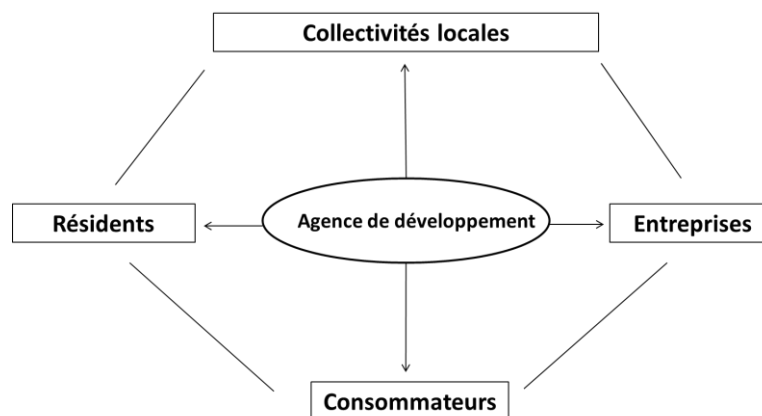 Collectivités locales
Résidents
Agence de développement
Entreprises
Consommateurs